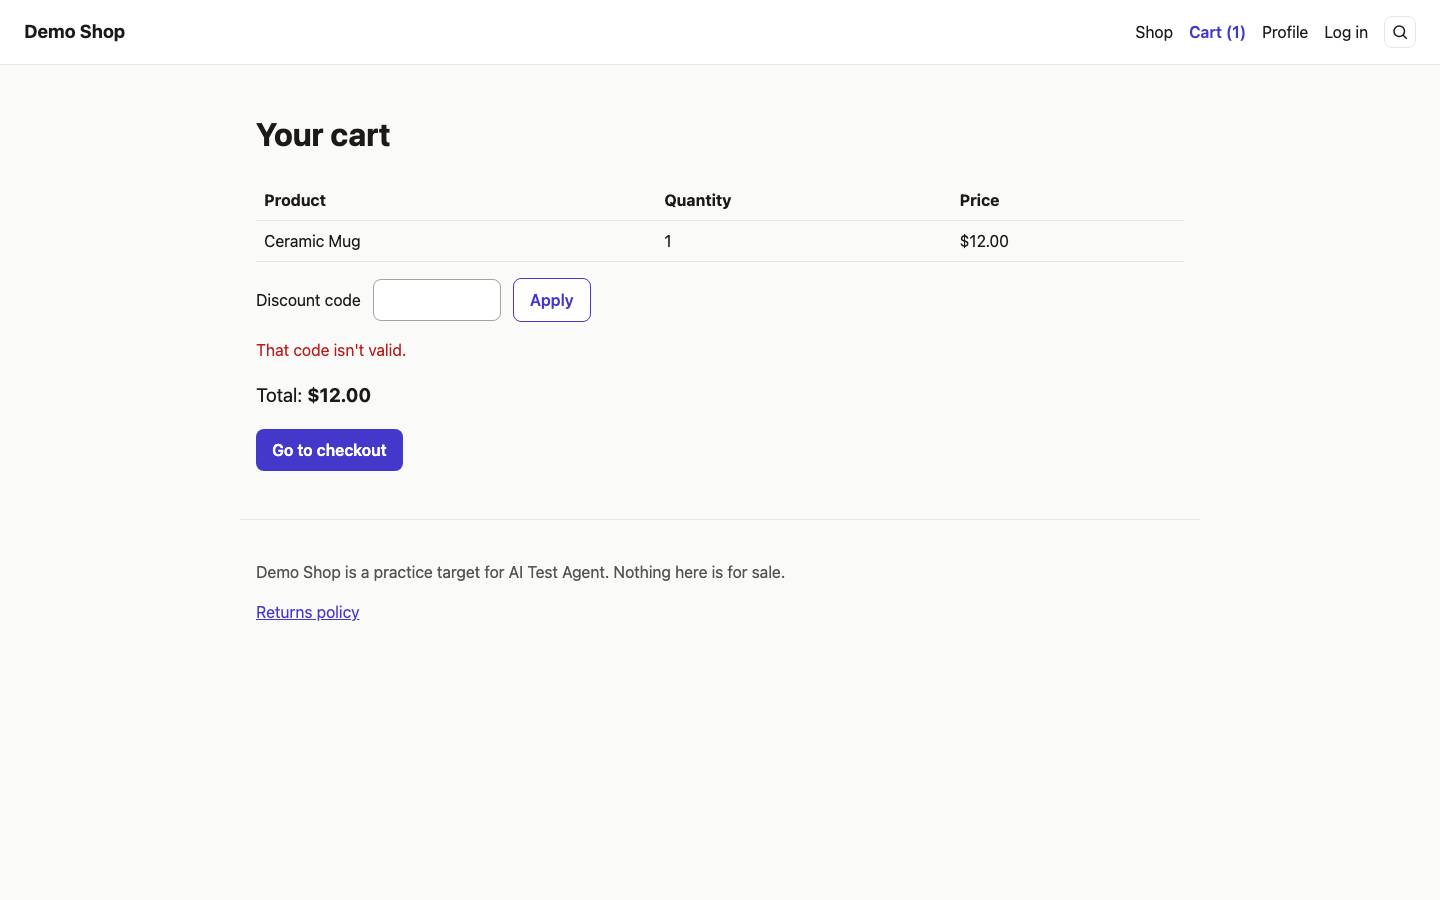 Demo Shop
Shop Cart (1) Profile Log in
Your cart
Product Quantity Price
Ceramic Mug 1 $12.00
Discount code Apply
That code isn't valid.
Total: $12.00
Go to checkout
Demo Shop is a practice target for AI Test Agent. Nothing here is for sale.
Returns policy